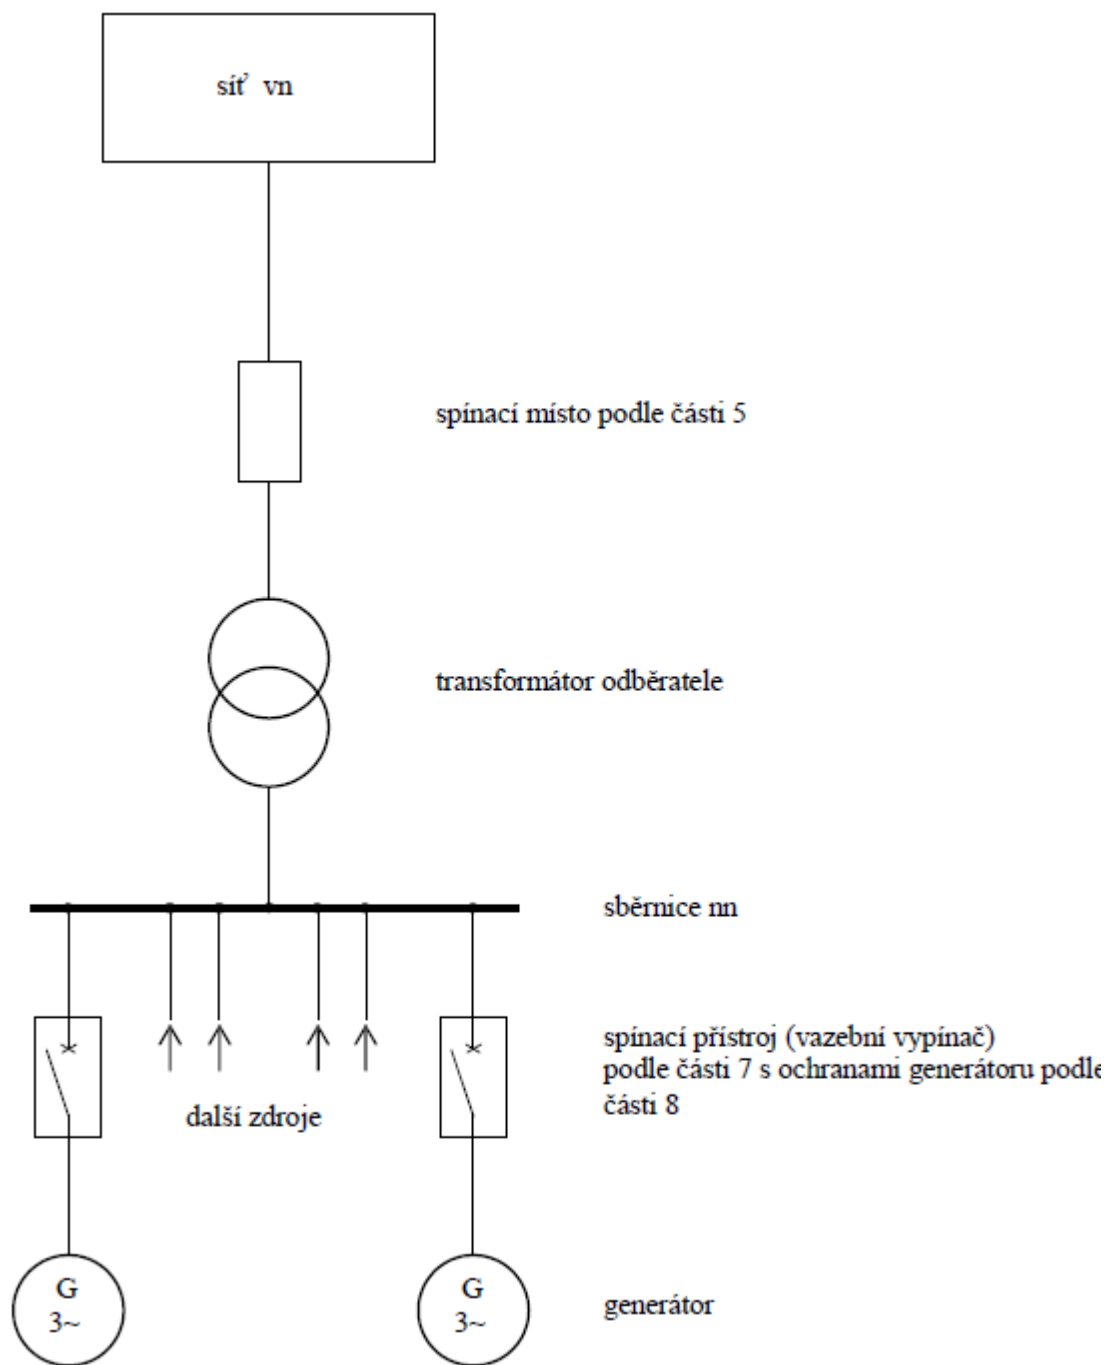 síť vn
spínací místo podle části 5
transformátor odběratele
sběrnice nn
spínací přístroj (vazební vypínač)
podle části 7 s ochranami generátoru podle
části 8
další zdroje
G
3~
G
3~
generátor